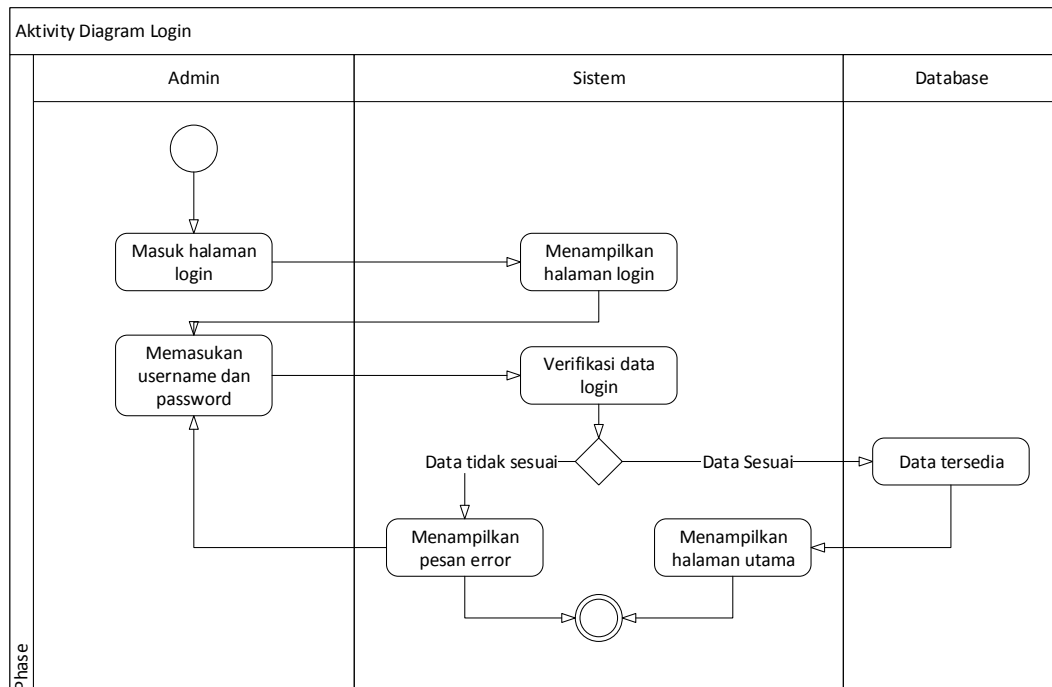 Aktivity Diagram Login
Admin
Sistem
Database
Masuk halaman
login
Menampilkan
halaman login
Memasukan
username dan
password
Verifikasi data
login
Data tidak sesuai
Data Sesuai
Data tersedia
Menampilkan
pesan error
Menampilkan
halaman utama
Phase